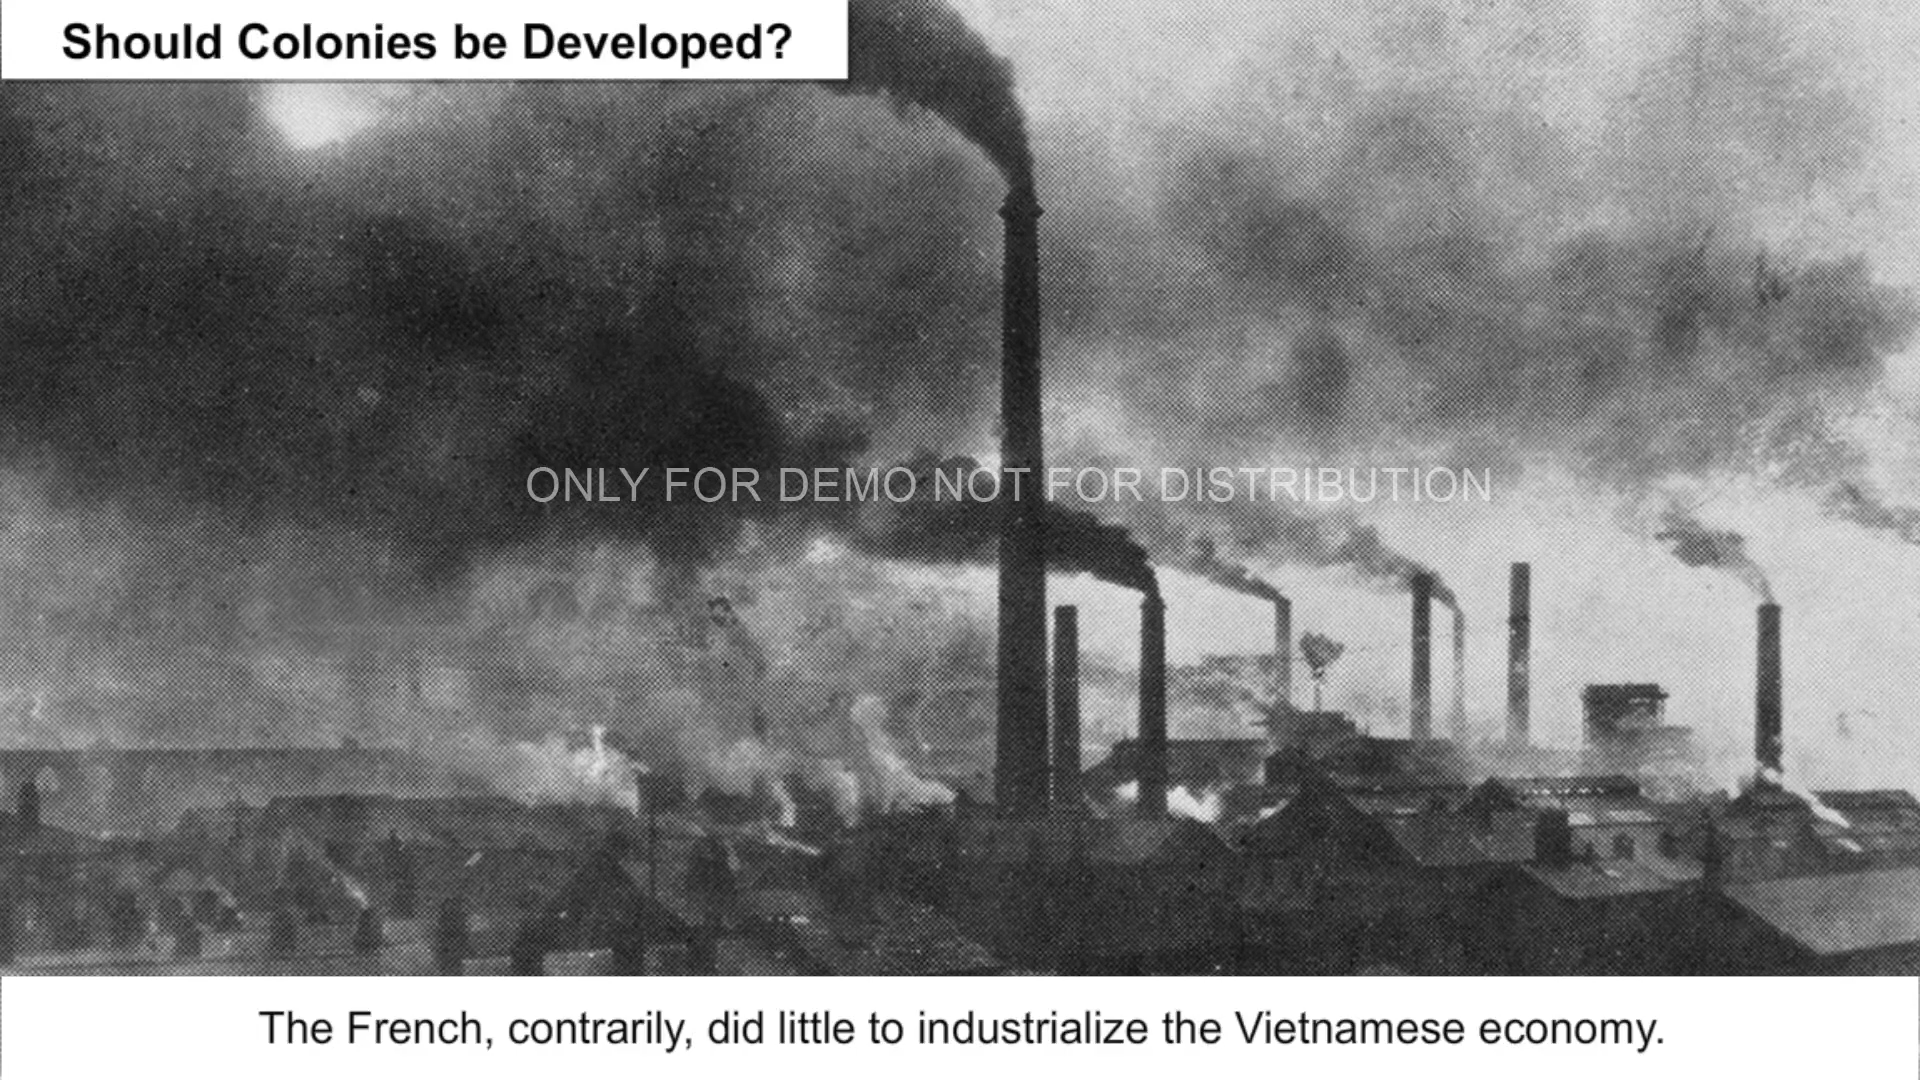 Should Colonies be Developed?
ONLY FOR DEMO NOT FOR DISTRIBUTION
The French, contrarily, did little to industrialize the Vietnamese economy.